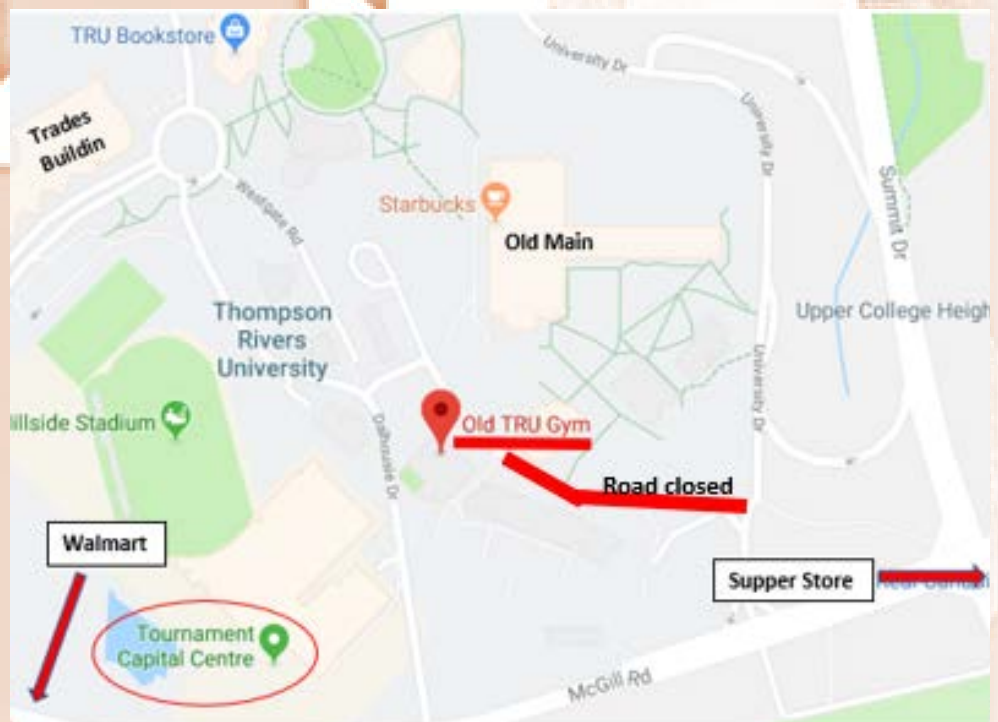 TRU Bookstore
University Dr
Trades
Buildin
University Dr
Westgate Rd
Starbucks
Old Main
Summit Dr
Thompson
Rivers
University
Upper College Heigh
University Dr
illside Stadium
Old TRU Gym
Dalhousie Dr
Road closed
Walmart
Supper Store
Tournament
Capital Centre
McGill Rd